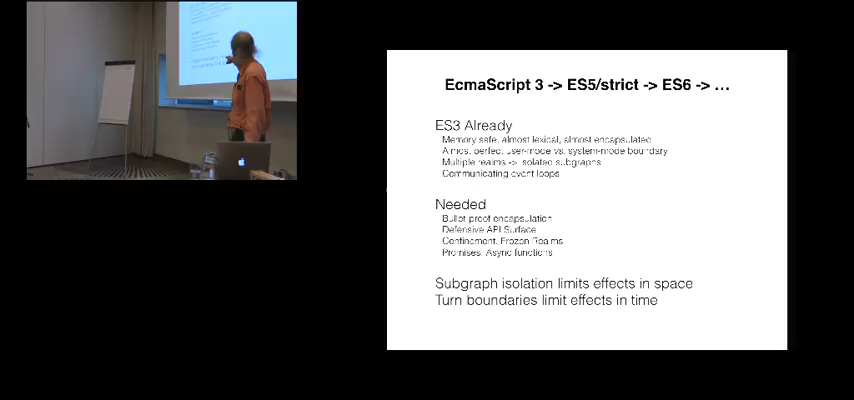 EcmaScript 3 -> ES5/strict -> ES6 -> ...
ES3 Already
Memory safe, almost lexical, almost encapsulated
Almost perfect user-mode vs. system-mode boundary
Multiple realms -> Isolated subgraphs
Communicating event loops
Needed
Bullet-proof encapsulation
Defensive API Surface
Confinement, Frozen Realms
Promises, Async functions
Subgraph isolation limits effects in space
Turn boundaries limit effects in time